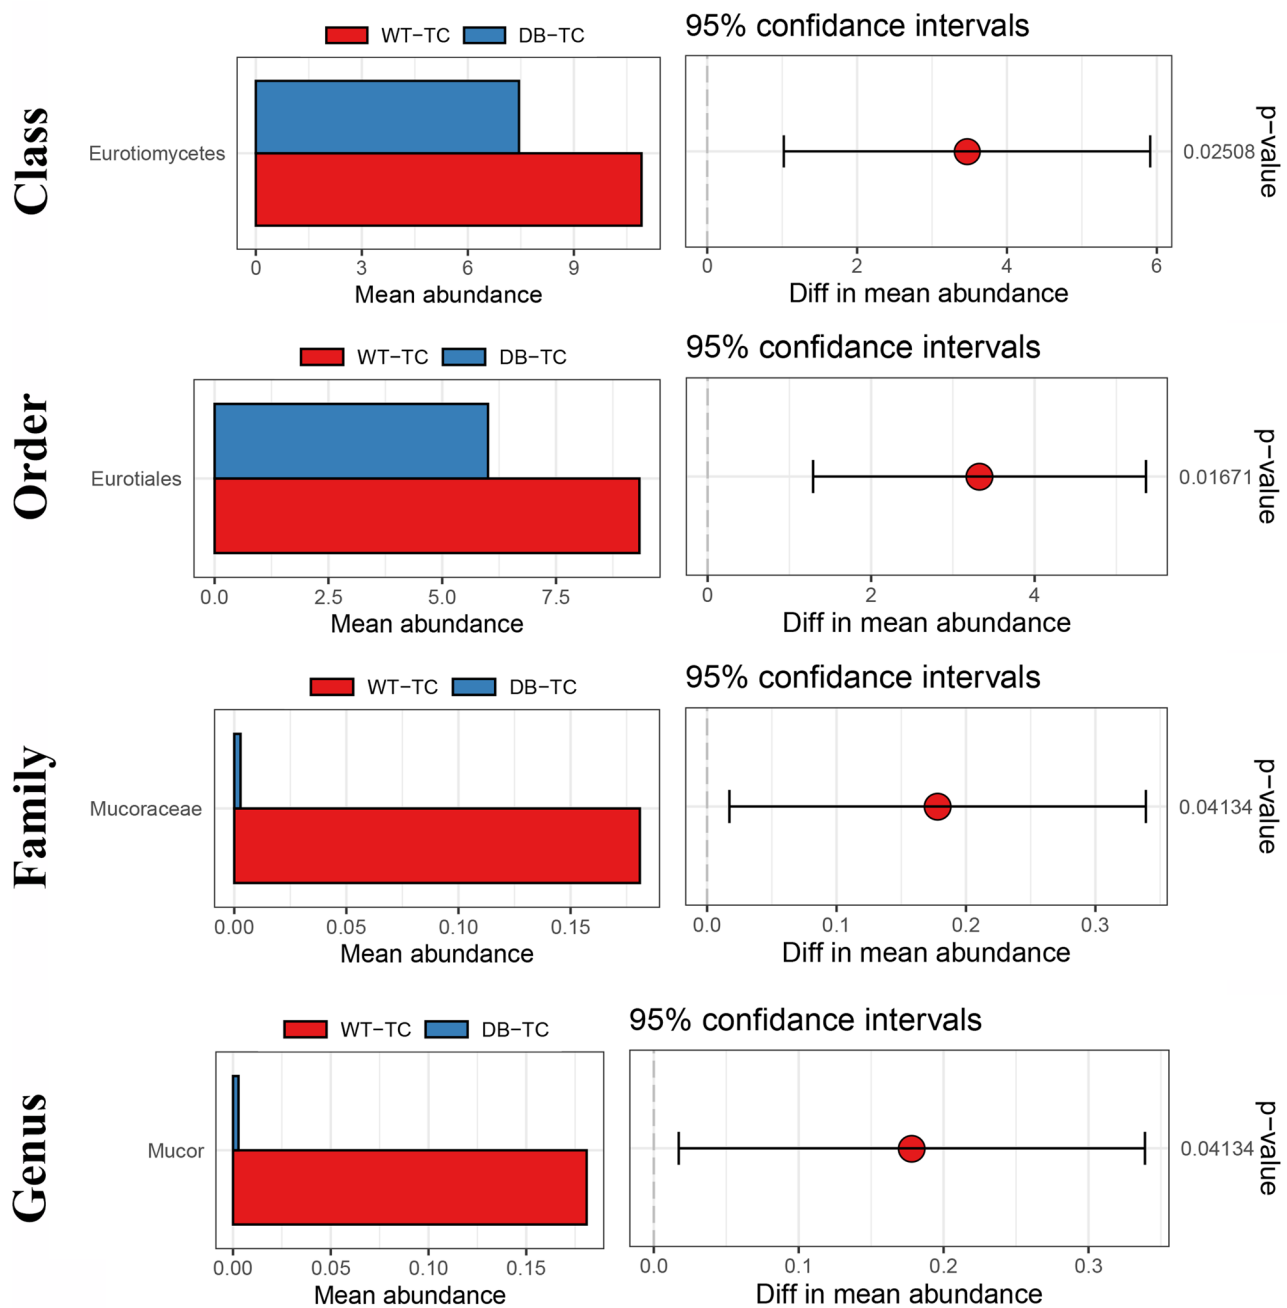 Class
WT−TC DB−TC
95% confidance intervals
Eurotiomycetes
0.02508
p−value
0 3 6 9
0 2 4 6
Mean abundance
Diff in mean abundance
Order
WT−TC DB−TC
95% confidance intervals
Eurotiales
0.01671
p−value
0.0 2.5 5.0 7.5
0 2 4
Mean abundance
Diff in mean abundance
Family
WT−TC DB−TC
95% confidance intervals
Mucoraceae
0.04134
p−value
0.00 0.05 0.10 0.15
0.0 0.1 0.2 0.3
Mean abundance
Diff in mean abundance
Genus
WT−TC DB−TC
95% confidance intervals
Mucor
0.04134
p−value
0.00 0.05 0.10 0.15
0.0 0.1 0.2 0.3
Mean abundance
Diff in mean abundance